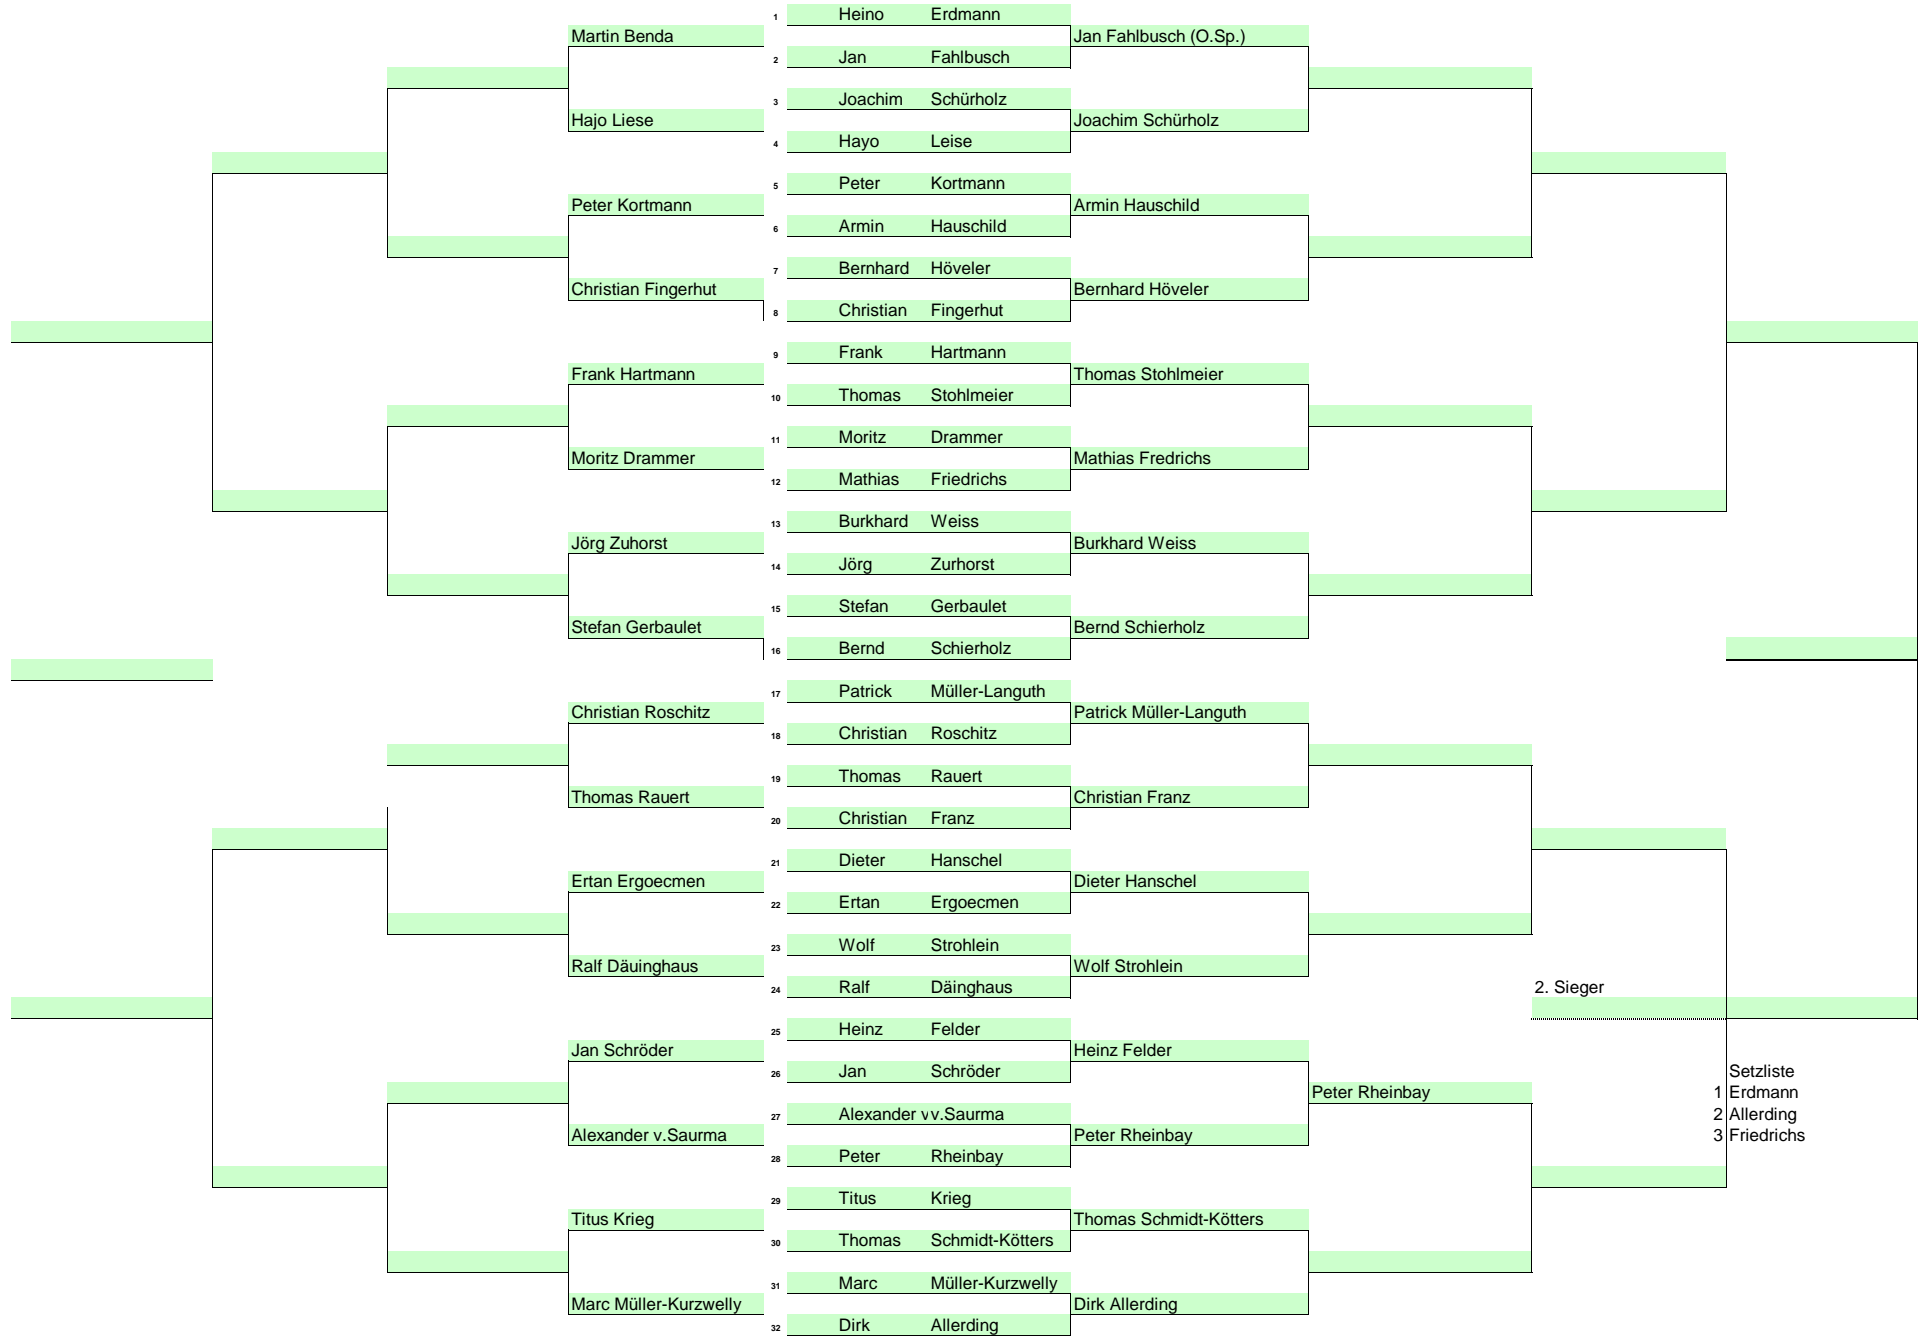 1 Heino Erdmann
Martin Benda Jan Fahlbusch (O.Sp.)
2 Jan Fahlbusch
3 Joachim Schürholz
Hajo Liese Joachim Schürholz
4 Hayo Leise
5 Peter Kortmann
Peter Kortmann Armin Hauschild
6 Armin Hauschild
7 Bernhard Höveler
Christian Fingerhut Bernhard Höveler
8 Christian Fingerhut
9 Frank Hartmann
Frank Hartmann Thomas Stohlmeier
10 Thomas Stohlmeier
11 Moritz Drammer
Moritz Drammer Mathias Fredrichs
12 Mathias Friedrichs
13 Burkhard Weiss
Jörg Zuhorst Burkhard Weiss
14 Jörg Zurhorst
15 Stefan Gerbaulet
Stefan Gerbaulet Bernd Schierholz
16 Bernd Schierholz
17 Patrick Müller-Languth
Christian Roschitz Patrick Müller-Languth
18 Christian Roschitz
19 Thomas Rauert
Thomas Rauert Christian Franz
20 Christian Franz
21 Dieter Hanschel
Ertan Ergoecmen Dieter Hanschel
22 Ertan Ergoecmen
23 Wolf Strohlein
Ralf Däuinghaus Wolf Strohlein
24 Ralf Däinghaus 2. Sieger
25 Heinz Felder
Jan Schröder Heinz Felder
26 Jan Schröder Setzliste
Peter Rheinbay 1 Erdmann
27 Alexander v v.Saurma 2 Allerding
Alexander v.Saurma Peter Rheinbay 3 Friedrichs
28 Peter Rheinbay
29 Titus Krieg
Titus Krieg Thomas Schmidt-Kötters
30 Thomas Schmidt-Kötters
31 Marc Müller-Kurzwelly
Marc Müller-Kurzwelly Dirk Allerding
32 Dirk Allerding